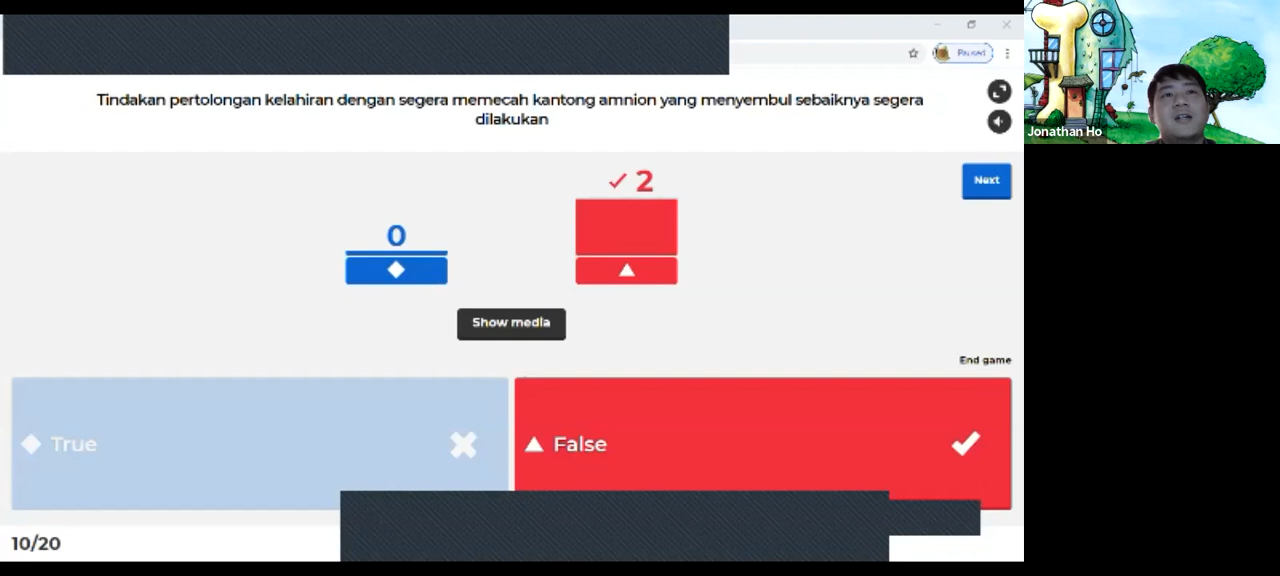 Paused
Tindakan pertolongan kelahiran dengan segera memecah kantong amnion yang menyembul sebaiknya segera
dilakukan
Jonathan Ho
Next
2
0
Show media
End game
True
False
10/20